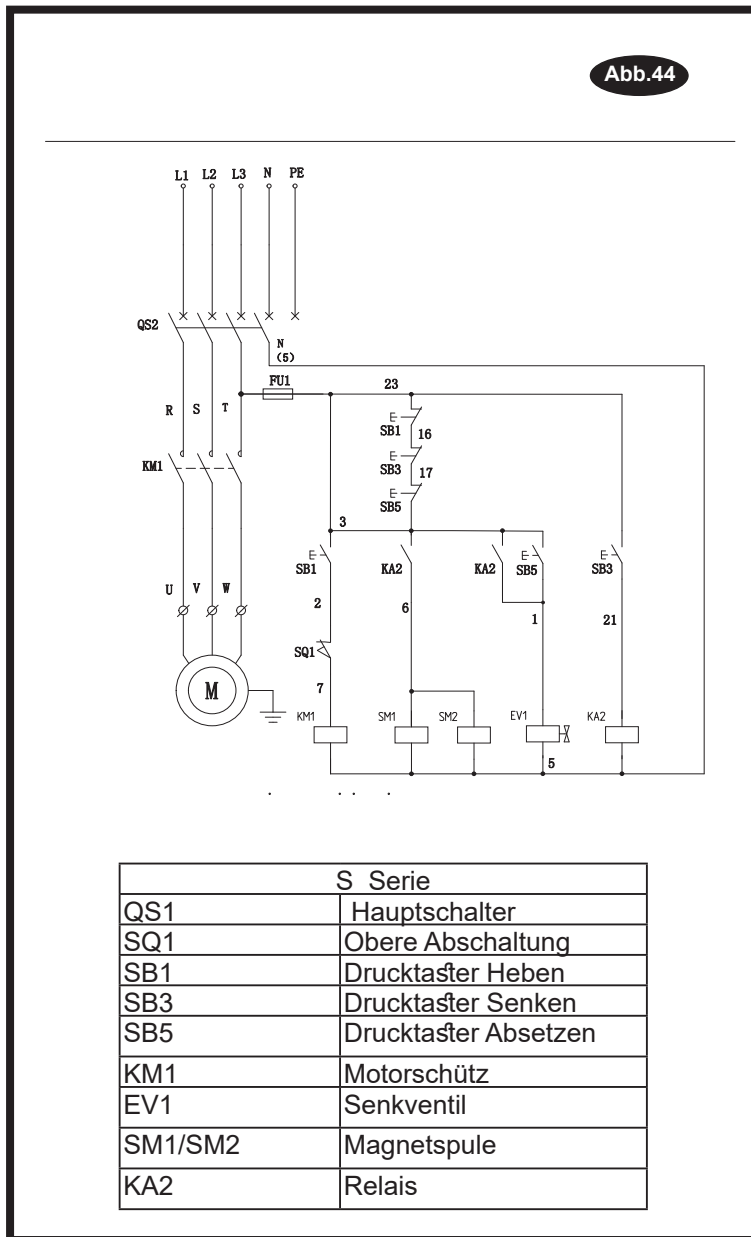 Abb.44
L1 L2 L3 N PE
QS2
N
(5)
FU1
23
R S T
SB1 16
SB3 17
SB5
KM1
3
SB1 KA2 KA2 SB5 SB3
U V W
2 6 1 21
SQ1
M
7
KM1 SM1 SM2 EV1 KA2
5
S Serie
QS1 Hauptschalter
SQ1 Obere Abschaltung
SB1 Drucktaster Heben
SB3 Drucktaster Senken
SB5 Drucktaster Absetzen
KM1 Motorschütz
EV1 Senkventil
SM1/SM2 Magnetspule
KA2 Relais